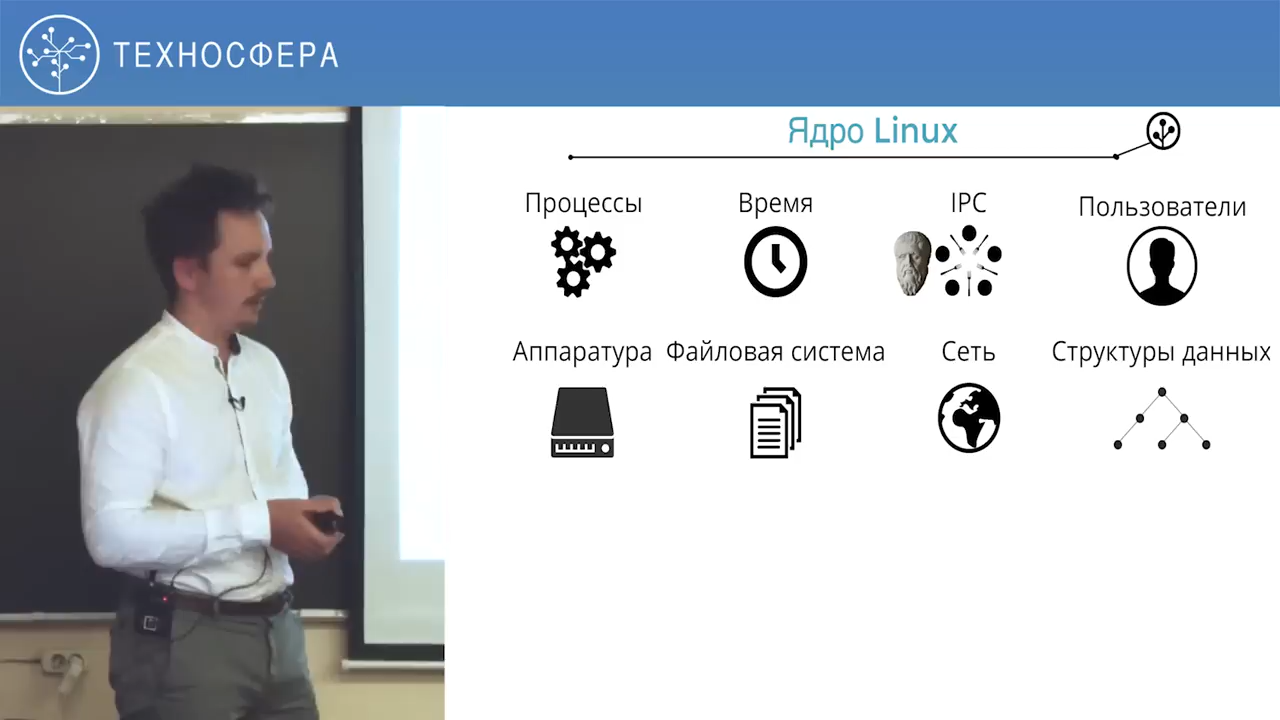 ТЕХНОСФЕРА
Ядро Linux
Процессы
Время
IPC
Пользователи
Аппаратура
Файловая система
Сеть
Структуры данных